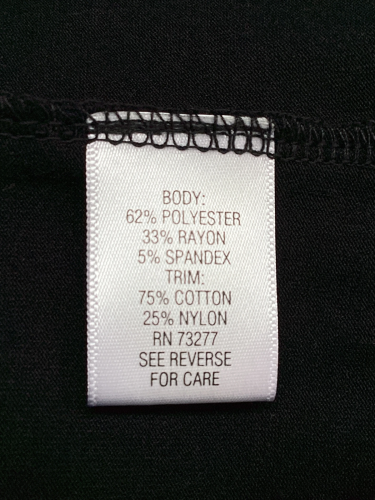 BODY:
62% POLYESTER
33% RAYON
5% SPANDEX
TRIM:
75% COTTON
25% NYLON
RN 73277
SEE REVERSE
FOR CARE